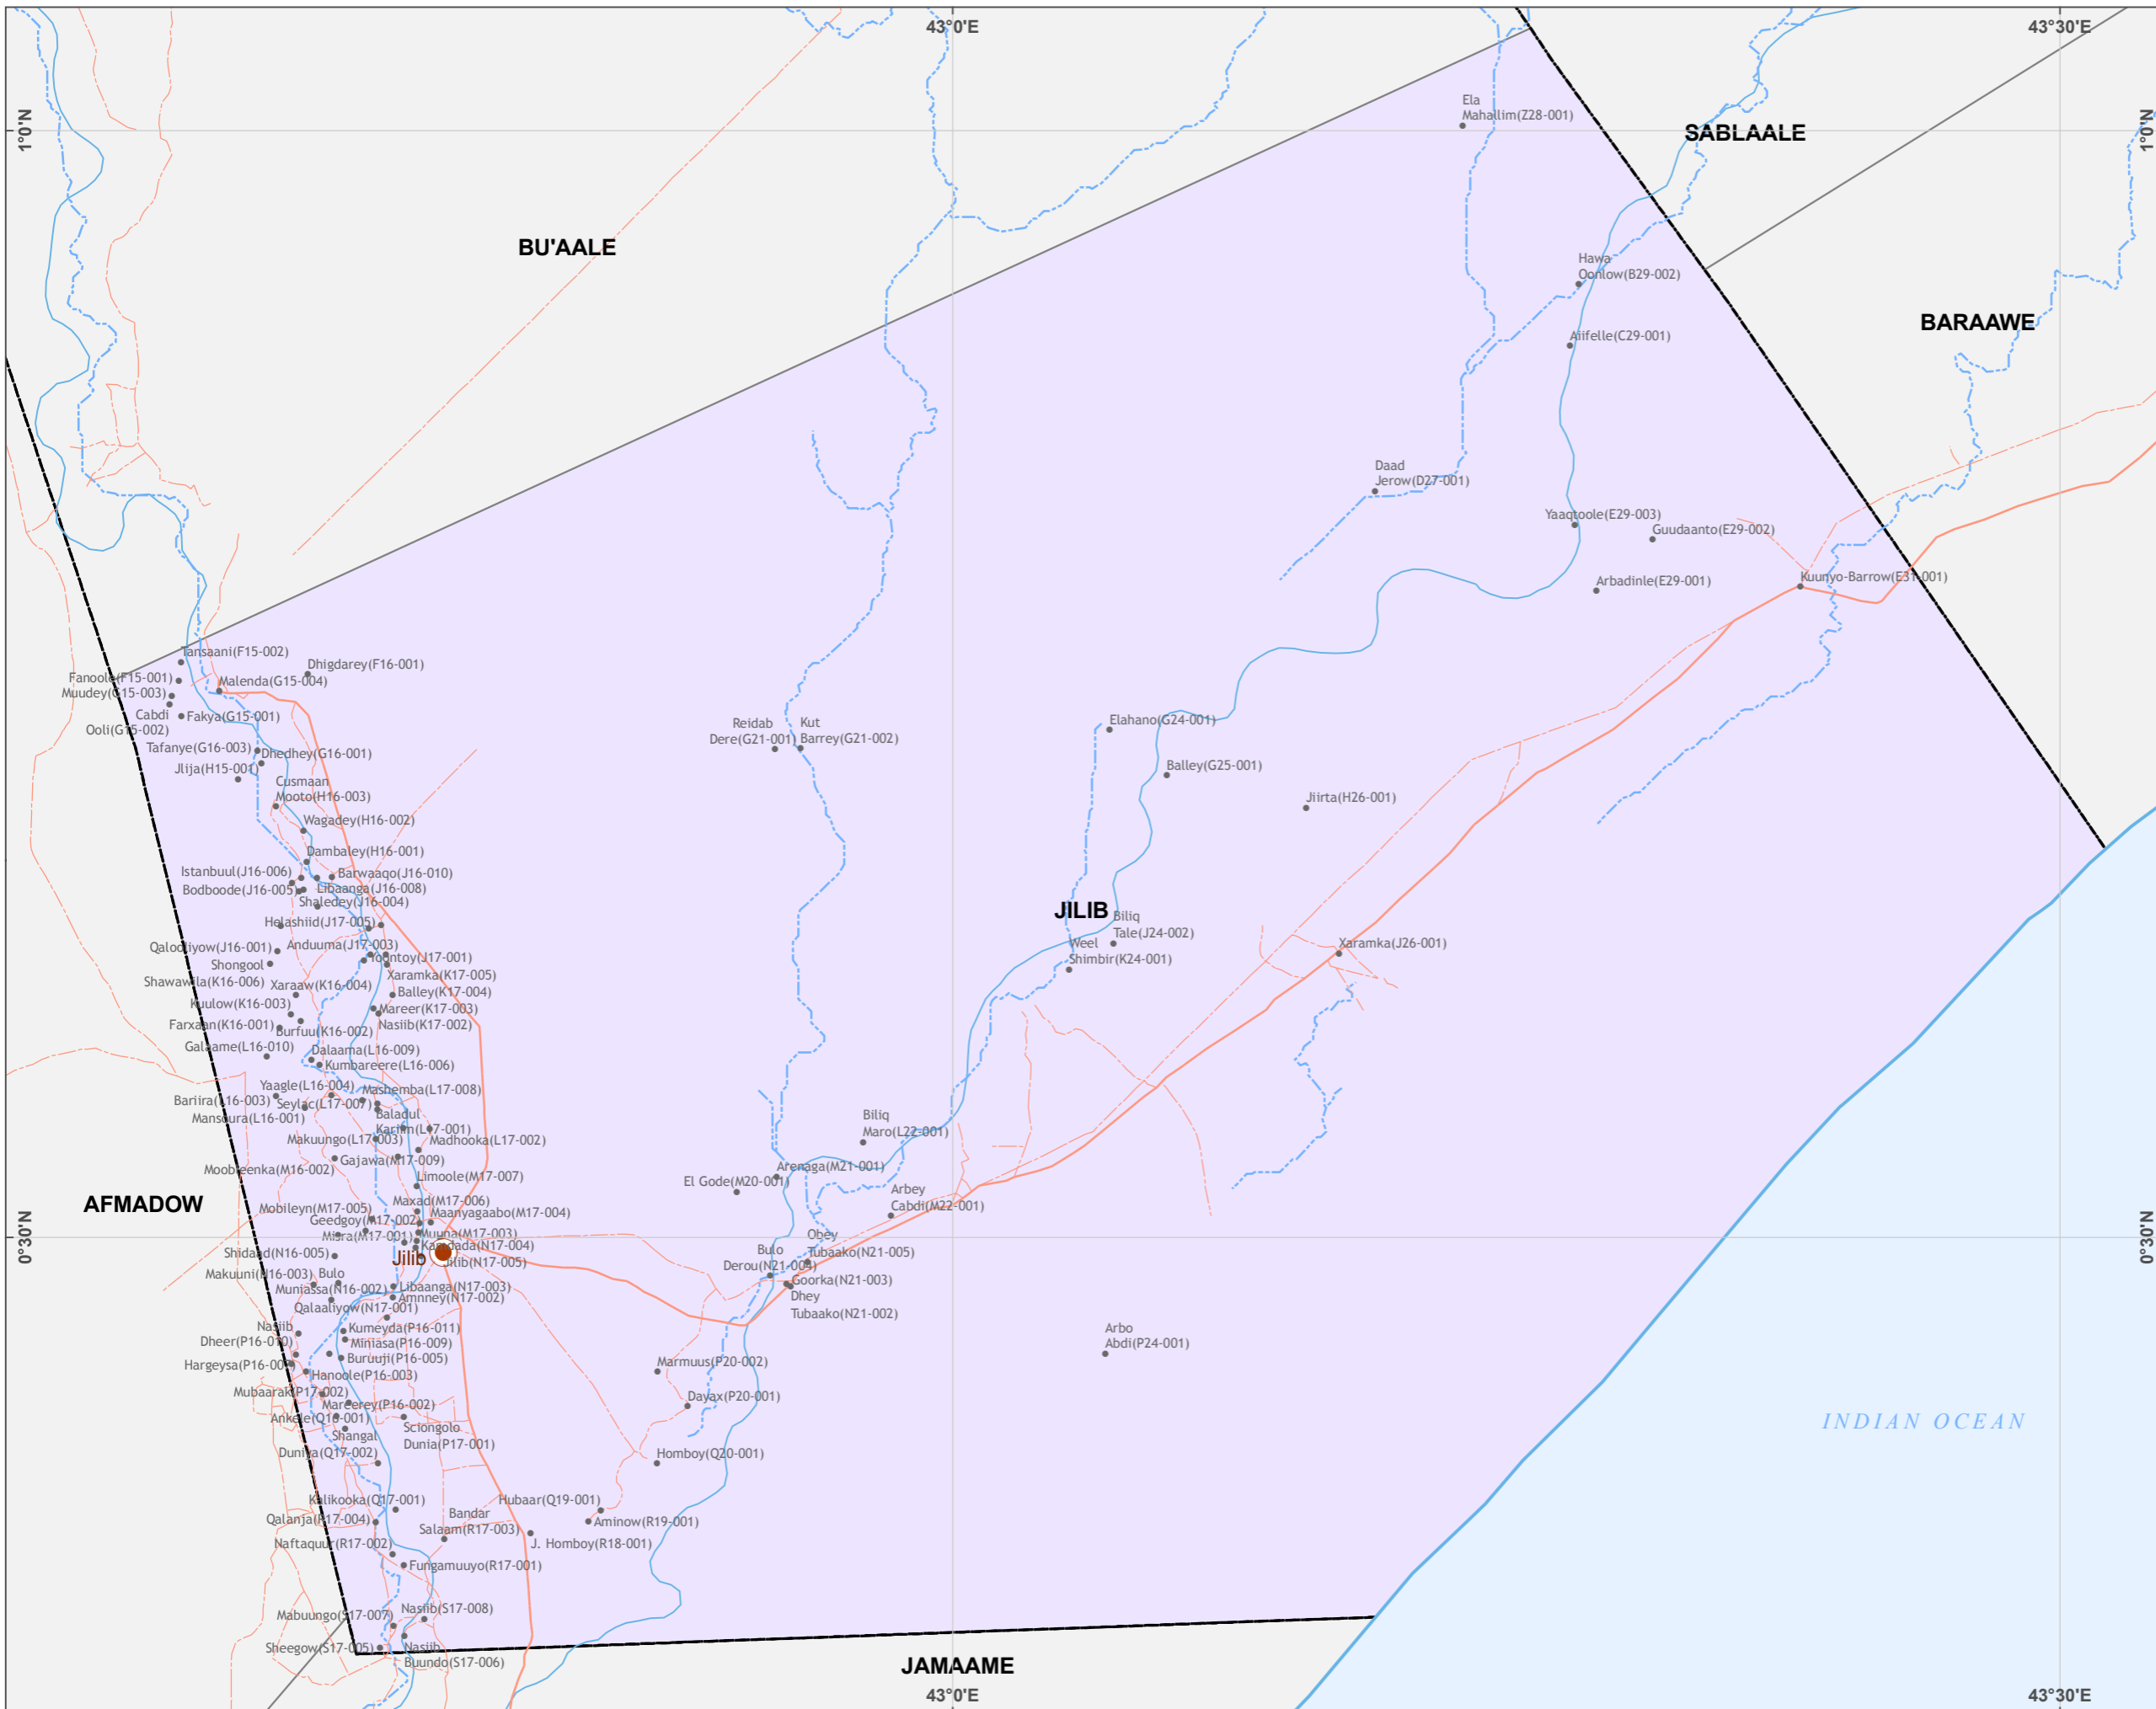 43°0'E
43°30'E
1°0'N
1°0'N
Ela
Mahallim(Z28-001)
SABLAALE
BU'AALE
Hawa
Oonlow(B29-002)
BARAAWE
Aiifelle(C29-001)
Daad
Jerow(D27-001)
Yaaqtoole(E29-003)
Guudaanto(E29-002)
Arbadinle(E29-001)
Kuunyo-Barrow(E31-001)
Tansaani(F15-002)
Dhigdarey(F16-001)
Fanoole(F15-001)
Malenda(G15-004)
Muudey(G15-003)
Cabdi
Ooli(G15-002)
Fakya(G15-001)
Elahano(G24-001)
Reidab
Dere(G21-001)
Kut
Barrey(G21-002)
Tafanye(G16-003)
Dhedhey(G16-001)
Jlija(H15-001)
Balley(G25-001)
Cusmaan
Mooto(H16-003)
Jiirta(H26-001)
Wagadey(H16-002)
Dambaley(H16-001)
Istanbuul(J16-006)
Barwaaqo(J16-010)
Bodboode(J16-005)
Libaanga(J16-008)
Shaledey(J16-004)
JILIB
Biliq
Tale(J24-002)
Helashiid(J17-005)
Qalooliyow(J16-001)
Anduuma(J17-003)
Weel
Shimbir(K24-001)
Xaramka(J26-001)
Yoontoy(J17-001)
Shongool
Xaramka(K17-005)
Shawawila(K16-006)
Xaraaw(K16-004)
Balley(K17-004)
Kuulow(K16-003)
Mareer(K17-003)
Farxaan(K16-001)
Burfuu(K16-002)
Nasiib(K17-002)
Galaame(L16-010)
Dalaama(L16-009)
Kumbareere(L16-006)
Yaagle(L16-004)
Mashemba(L17-008)
Bariira(L16-003)
Seylac(L17-007)
Mansoura(L16-001)
Baladul
Kariim(L17-001)
Biliq
Maro(L22-001)
Makuungo(L17-003)
Madhooka(L17-002)
Moobleenka(M16-002)
Gajawa(M17-009)
Arenaga(M21-001)
Limoole(M17-007)
El Gode(M20-001)
AFMADOW
Maxad(M17-006)
Arbey
Cabdi(M22-001)
Mobileyn(M17-005)
Maanyagaabo(M17-004)
Geedgoy(M17-002)
0°30'N
0°30'N
Misra(M17-001)
Muuna(M17-003)
Obey
Tubaako(N21-005)
Shidaad(N16-005)
Jilib
Kamdada(N17-004)
Jilib(N17-005)
Bulo
Derou(N21-004)
Makuuni(N16-003)
Bulo
Muniassa(N16-002)
Libaanga(N17-003)
Goorka(N21-003)
Amnney(N17-002)
Dhey
Tubaako(N21-002)
Qalaaliyow(N17-001)
Nasiib
Dheer(P16-010)
Kumeyda(P16-011)
Miniasa(P16-009)
Arbo
Abdi(P24-001)
Hargeysa(P16-007)
Buruuji(P16-005)
Hanoole(P16-003)
Marmuus(P20-002)
Mubaarak(P17-002)
Dayax(P20-001)
Mareerey(P16-002)
Ankele(Q16-001)
Sciongolo
Dunia(P17-001)
INDIAN OCEAN
Shangal
Duniya(Q17-002)
Homboy(Q20-001)
Kalikooka(Q17-001)
Hubaar(Q19-001)
Qalanja(R17-004)
Bandar
Salaam(R17-003)
Aminow(R19-001)
Naftaquur(R17-002)
J. Homboy(R18-001)
Fungamuuyo(R17-001)
Mabuungo(S17-007)
Nasiib(S17-008)
Sheegow(S17-005)
Nasiib
Buundo(S17-006)
JAMAAME
43°0'E
43°30'E